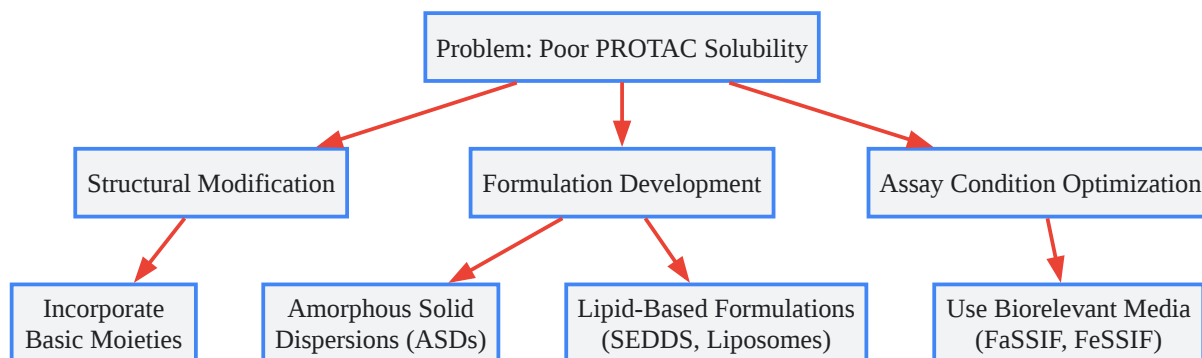 Problem: Poor PROTAC Solubility
Structural Modification
Formulation Development
Assay Condition Optimization
Incorporate
Basic Moieties
Amorphous Solid
Dispersions (ASDs)
Lipid-Based Formulations
(SEDDS, Liposomes)
Use Biorelevant Media
(FaSSIF, FeSSIF)